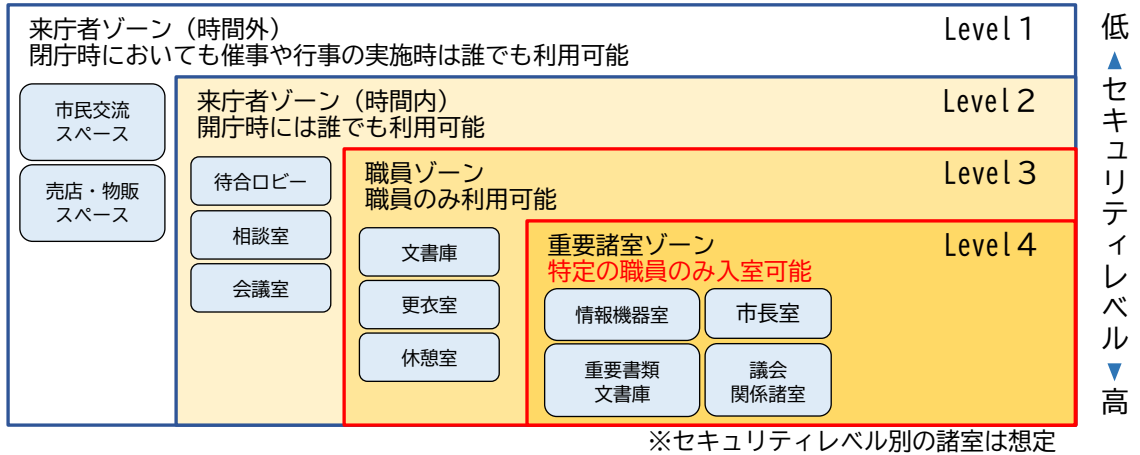 来庁者ゾーン（時間外） Level１
閉庁時においても催事や行事の実施時は誰でも利用可能
市民交流
スペース
売店・物販
スペース
来庁者ゾーン（時間内） Level２
開庁時には誰でも利用可能
待合ロビー
相談室
会議室
職員ゾーン Level３
職員のみ利用可能
文書庫
更衣室
休憩室
重要諸室ゾーン Level４
特定の職員のみ入室可能
情報機器室
市長室
重要書類
文書庫
議会
関係諸室
低▲セキュリティレベル▼高
※セキュリティレベル別の諸室は想定